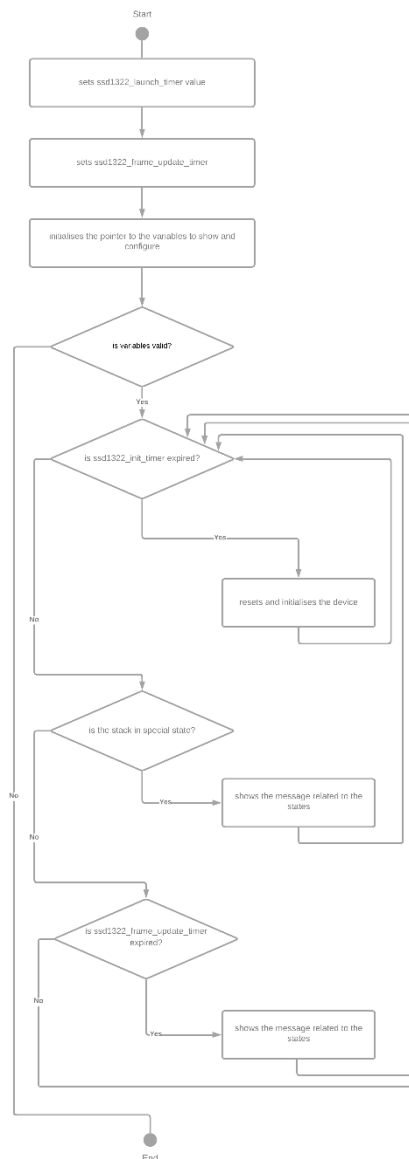 Start
sets ssd1322_launch_timer value
sets ssd1322_frame_update_timer
initialises the pointer to the variables to show and
configure
is variables valid?
Yes
is ssd1322_init_timer expired?
Yes
resets and initialises the device
No
is the stack in special state?
No
Yes
shows the message related to the
states
No
is ssd1322_frame_update_timer
expired?
No
Yes
shows the message related to the
states
End